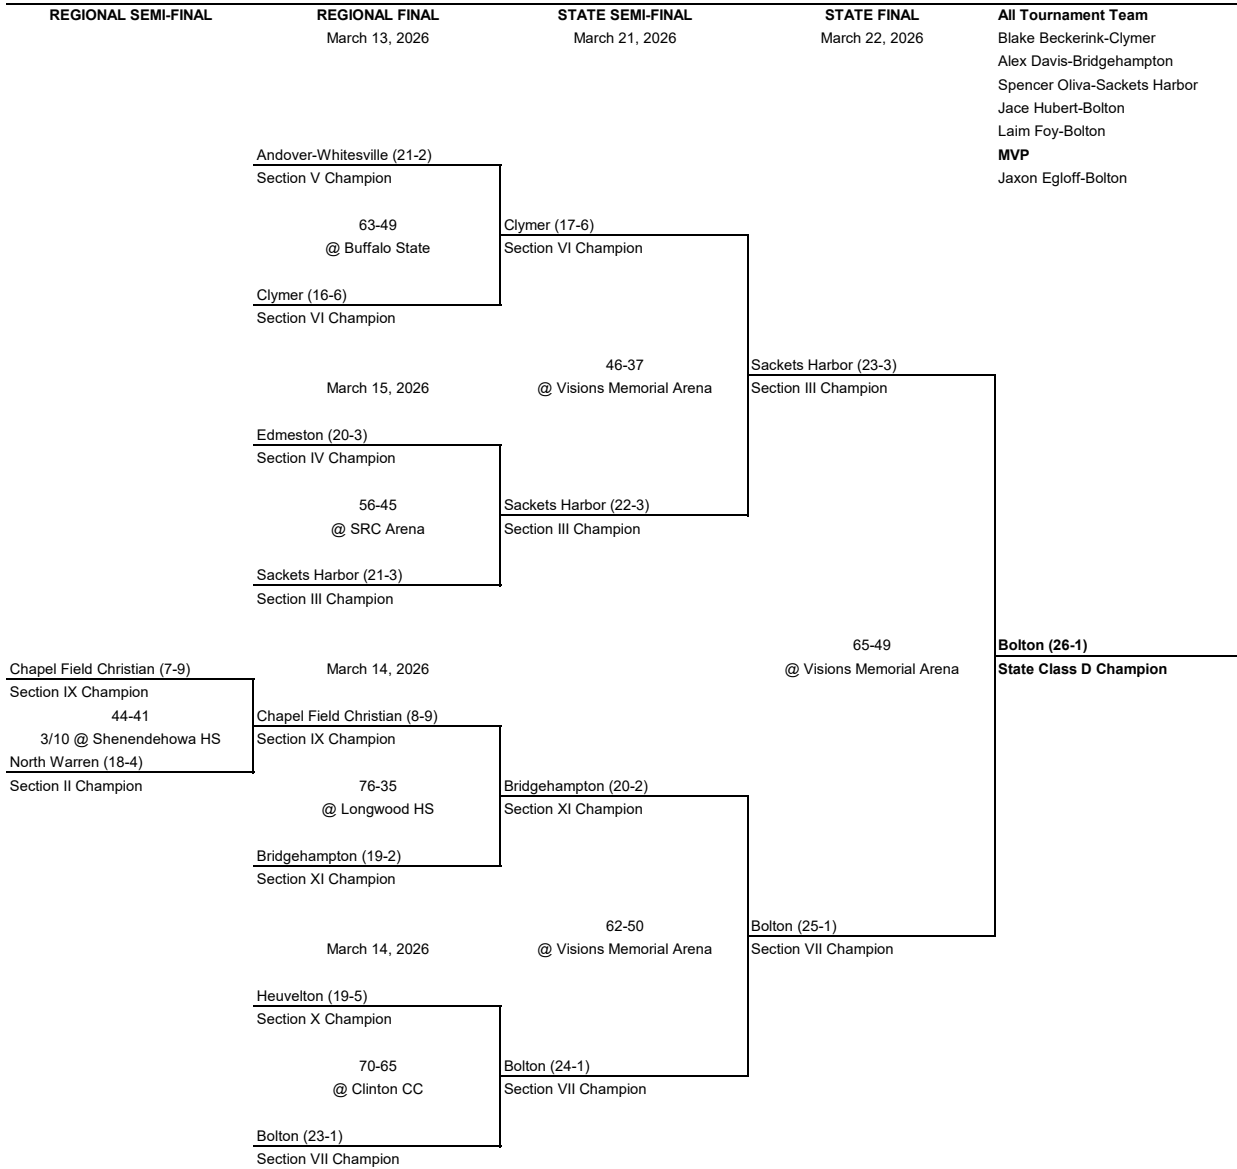 REGIONAL SEMI-FINAL
REGIONAL FINAL
STATE SEMI-FINAL
STATE FINAL
All Tournament Team
March 13, 2026
March 21, 2026
March 22, 2026
Blake Beckerink-Clymer
Alex Davis-Bridgehampton
Spencer Oliva-Sackets Harbor
Jace Hubert-Bolton
Laim Foy-Bolton
MVP
Jaxon Egloff-Bolton
Andover-Whitesville (21-2)
Section V Champion
63-49
@ Buffalo State
Clymer (17-6)
Section VI Champion
Clymer (16-6)
Section VI Champion
46-37
@ Visions Memorial Arena
Sackets Harbor (23-3)
Section III Champion
March 15, 2026
Edmeston (20-3)
Section IV Champion
56-45
@ SRC Arena
Sackets Harbor (22-3)
Section III Champion
Sackets Harbor (21-3)
Section III Champion
65-49
@ Visions Memorial Arena
Bolton (26-1)
State Class D Champion
Chapel Field Christian (7-9)
Section IX Champion
44-41
3/10 @ Shenendehowa HS
North Warren (18-4)
Section II Champion
March 14, 2026
Chapel Field Christian (8-9)
Section IX Champion
76-35
@ Longwood HS
Bridgehampton (20-2)
Section XI Champion
Bridgehampton (19-2)
Section XI Champion
62-50
@ Visions Memorial Arena
Bolton (25-1)
Section VII Champion
March 14, 2026
Heuvelton (19-5)
Section X Champion
70-65
@ Clinton CC
Bolton (24-1)
Section VII Champion
Bolton (23-1)
Section VII Champion